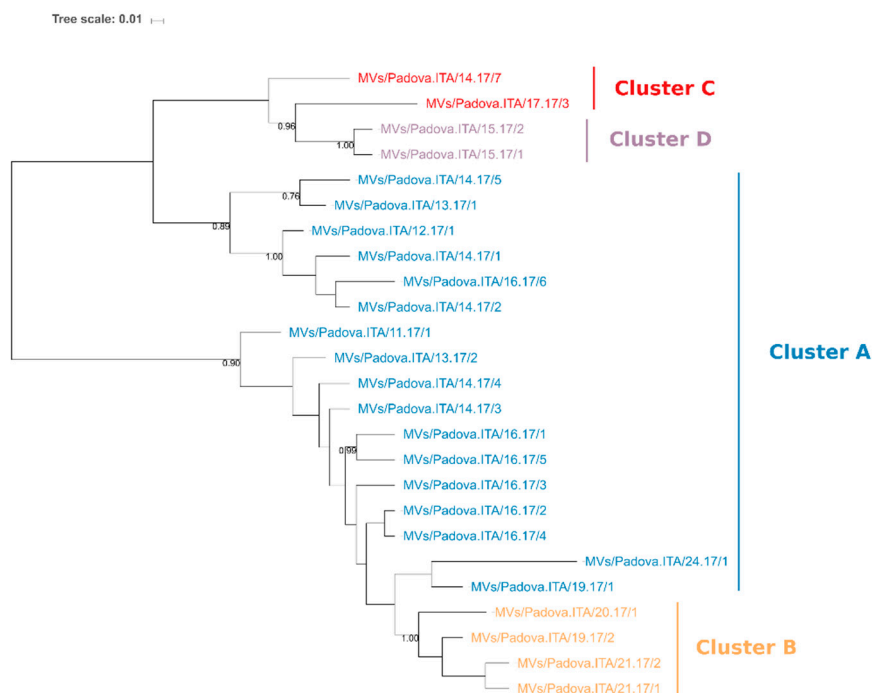 Tree scale: 0.01
MVs/Padova.ITA/14.17/7
Cluster C
MVs/Padova.ITA/17.17/3
0.96
MVs/Padova.ITA/15.17/2
Cluster D
1.00
MVs/Padova.ITA/15.17/1
MVs/Padova.ITA/14.17/5
0.76
MVs/Padova.ITA/13.17/1
0.89
MVs/Padova.ITA/12.17/1
1.00
MVs/Padova.ITA/14.17/1
MVs/Padova.ITA/16.17/6
MVs/Padova.ITA/14.17/2
MVs/Padova.ITA/11.17/1
Cluster A
0.90
MVs/Padova.ITA/13.17/2
MVs/Padova.ITA/14.17/4
MVs/Padova.ITA/14.17/3
MVs/Padova.ITA/16.17/1
0.99
MVs/Padova.ITA/16.17/5
MVs/Padova.ITA/16.17/3
MVs/Padova.ITA/16.17/2
MVs/Padova.ITA/16.17/4
MVs/Padova.ITA/24.17/1
MVs/Padova.ITA/19.17/1
MVs/Padova.ITA/20.17/1
1.00
MVs/Padova.ITA/19.17/2
Cluster B
MVs/Padova.ITA/21.17/2
MVs/Padova.ITA/21.17/1